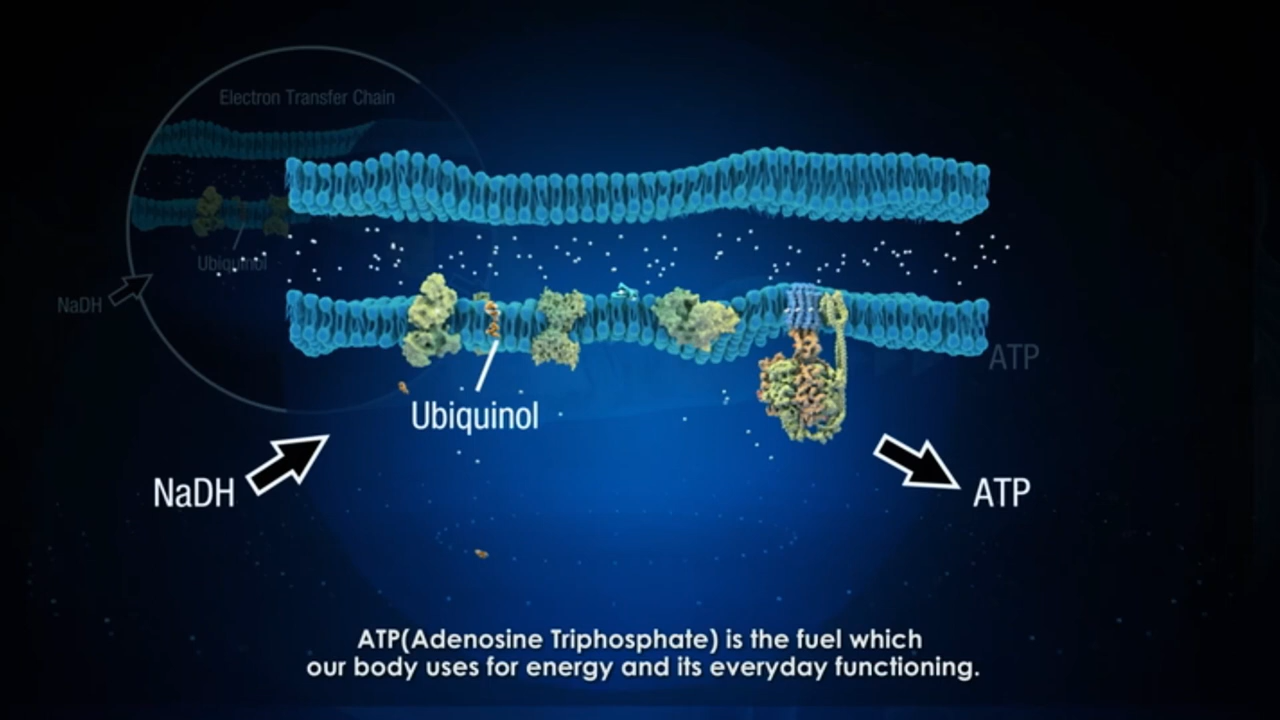 Electron Transfer Chain
Ubiquinol
NaDH
ATP
Ubiquinol
NaDH
ATP
ATP(Adenosine Triphosphate) is the fuel which
our body uses for energy and its everyday functioning.